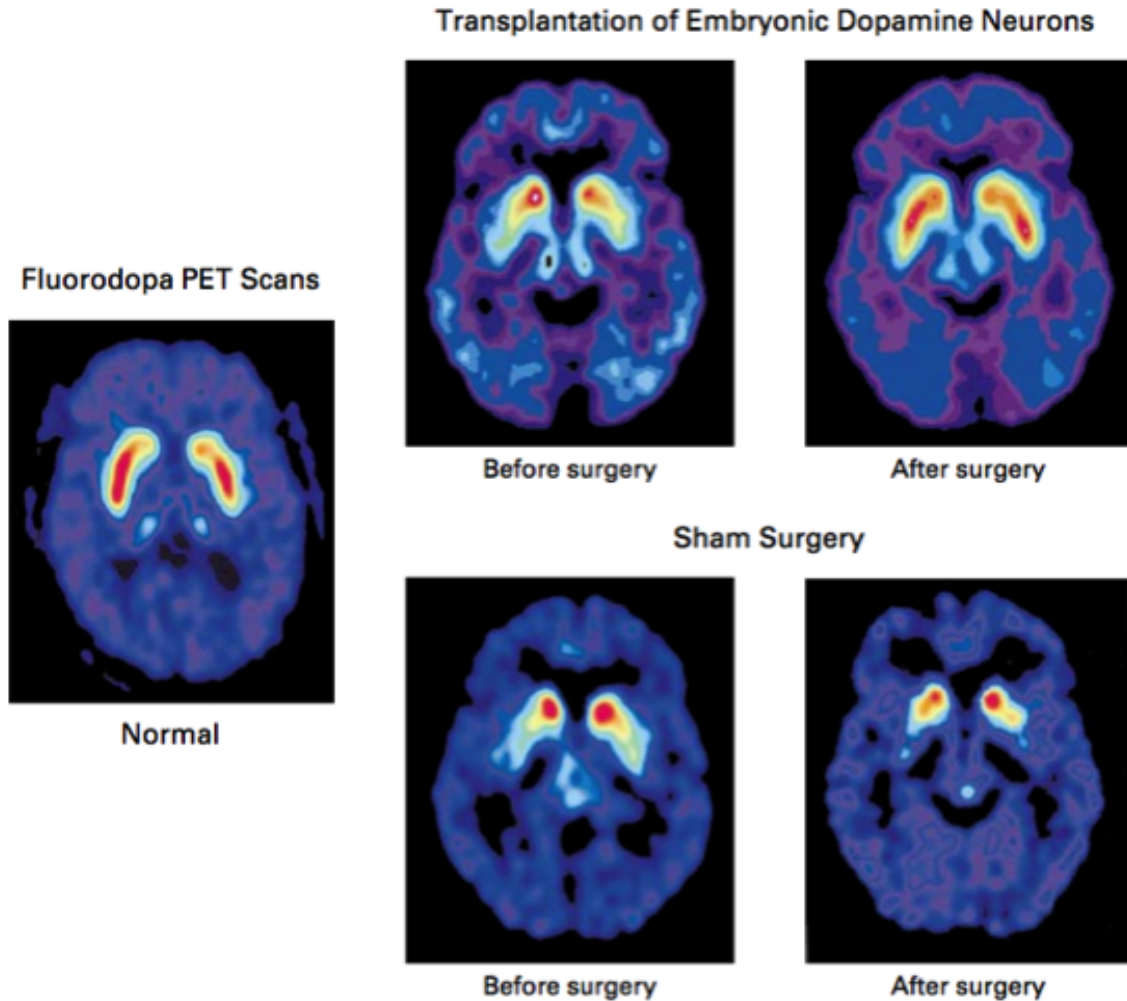 Transplantation of Embryonic Dopamine Neurons
Fluorodopa PET Scans
Before surgery
After surgery
Sham Surgery
Normal
Before surgery
After surgery